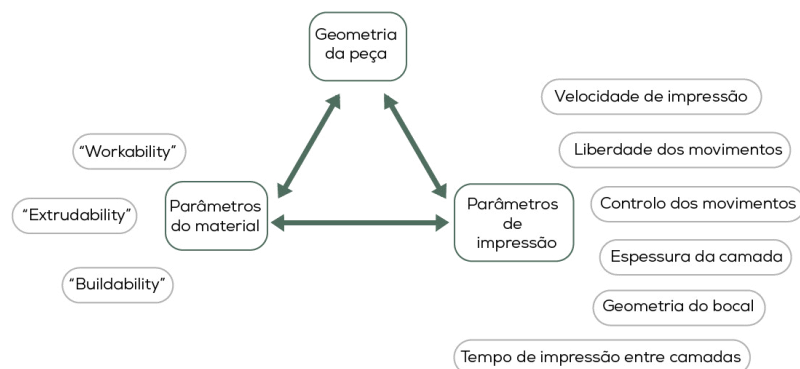 Geometria
da peça
Velocidade de impressão
“Workability”
Liberdade dos movimentos
“Extrudability”
Parâmetros
do material
Parâmetros
de
impressão
Controlo dos movimentos
Espessura da camada
“Buildability”
Geometria do bocal
Tempo de impressão entre camadas